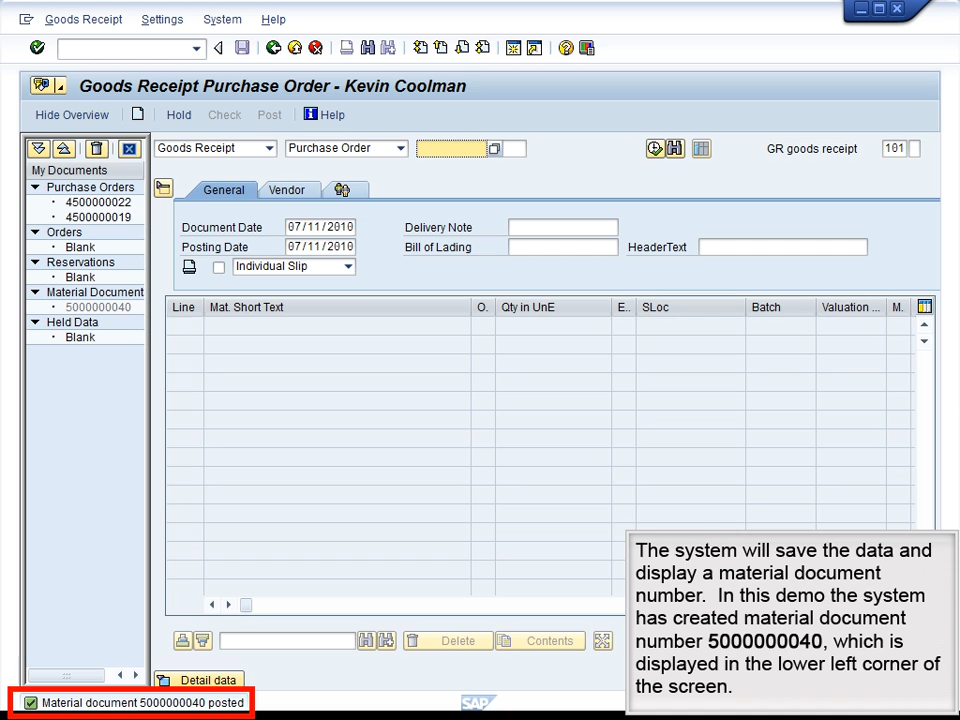 Goods Receipt Settings System Help
Goods Receipt Purchase Order - Kevin Coolman
Hide Overview Hold Check Post Help
Goods Receipt Purchase Order GR goods receipt 101
My Documents
Purchase Orders
4500000022
4500000019
Orders
Blank
Reservations
Blank
Material Document
5000000040
Held Data
Blank
General Vendor
Document Date 07/11/2010 Delivery Note
Posting Date 07/11/2010 Bill of Lading HeaderText
Individual Slip
Line Mat. Short Text O. Qty in UnE E.. SLoc Batch Valuation ... M.
Delete Contents
Detail data
The system will save the data and
display a material document
number. In this demo the system
has created material document
number 5000000040, which is
displayed in the lower left corner of
the screen.
Material document 5000000040 posted
SAP